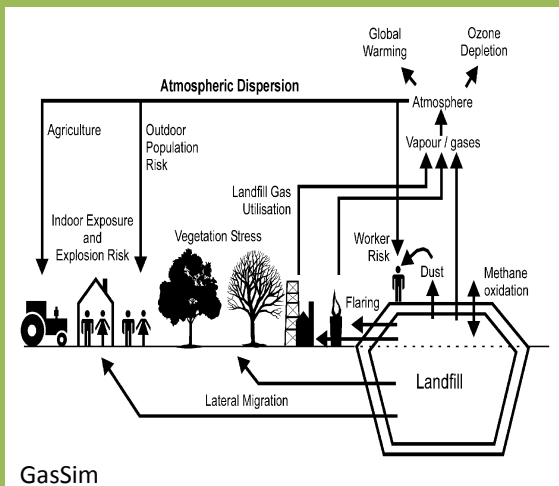 Global
Warming
Ozone
Depletion
Atmospheric Dispersion
Atmosphere
Agriculture
Outdoor
Population
Risk
Vapour / gases
Landfill Gas
Utilisation
Indoor Exposure
and
Explosion Risk
Vegetation Stress
Worker
Risk
Dust
Methane
oxidation
Flaring
Landfill
Lateral Migration
GasSim